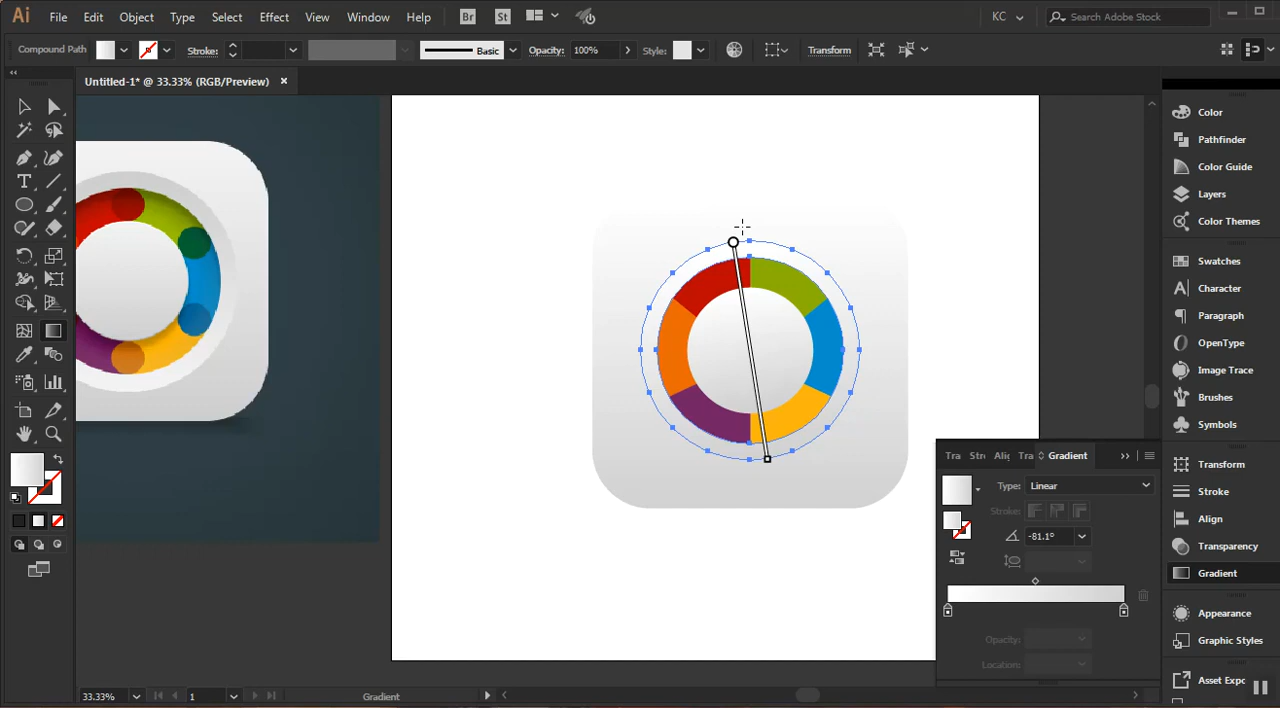 Ai File Edit Object Type Select Effect View Window Help Br St KC Search Adobe Stock
Compound Path Stroke: Basic Opacity: 100% Style: Transform
Untitled-1* @ 33.33% (RGB/Preview)
T
Color
Pathfinder
Color Guide
Layers
Color Themes
Swatches
Character
Paragraph
OpenType
Image Trace
Brushes
Symbols
Transform
Stroke
Align
Transparency
Gradient
Appearance
Graphic Styles
Asset Expo
Tra Str Alig Tra Gradient
Type: Linear
Stroke:
-81.1°
Opacity:
Location:
33.33% 1 Gradient